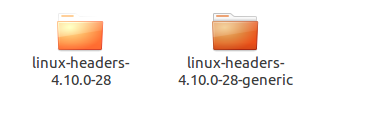 linux-headers-
4.10.0-28
linux-headers-
4.10.0-28-generic